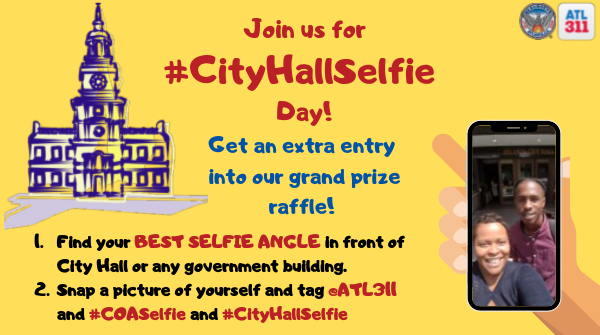 ATL
311
Join us for
#CityHallSelfie
Day!
Get an extra entry
into our grand prize
raffle!
1. Find your BEST SELFIE ANGLE in front of
City Hall or any government building.
2. Snap a picture of yourself and tag @ATL311
and #COASelfie and #CityHallSelfie